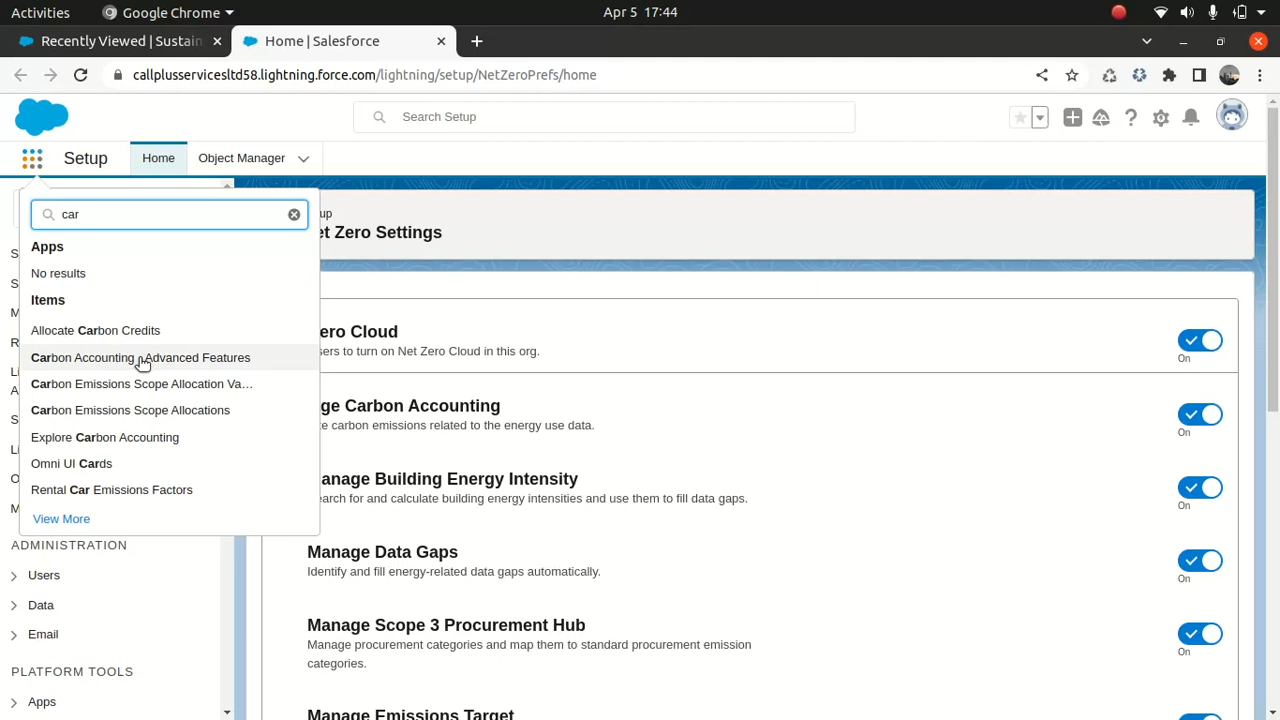 Activities
Google Chrome
Apr 5 17:44
Recently Viewed | Sustain
Home | Salesforce
callplusservicesltd58.lightning.force.com/lightning/setup/NetZeroPrefs/home
Search Setup
Setup
Home
Object Manager
car
Apps
No results
Items
Allocate Carbon Credits
Carbon Accounting - Advanced Features
Carbon Emissions Scope Allocation Va...
Carbon Emissions Scope Allocations
Explore Carbon Accounting
Omni UI Cards
Rental Car Emissions Factors
View More
ADMINISTRATION
Users
Data
Email
PLATFORM TOOLS
Apps
up
et Zero Settings
ero Cloud
sers to turn on Net Zero Cloud in this org.
On
ge Carbon Accounting
te carbon emissions related to the energy use data.
On
anage Building Energy Intensity
earch for and calculate building energy intensities and use them to fill data gaps.
On
Manage Data Gaps
Identify and fill energy-related data gaps automatically.
On
Manage Scope 3 Procurement Hub
Manage procurement categories and map them to standard procurement emission
categories.
On
Manage Emissions Target